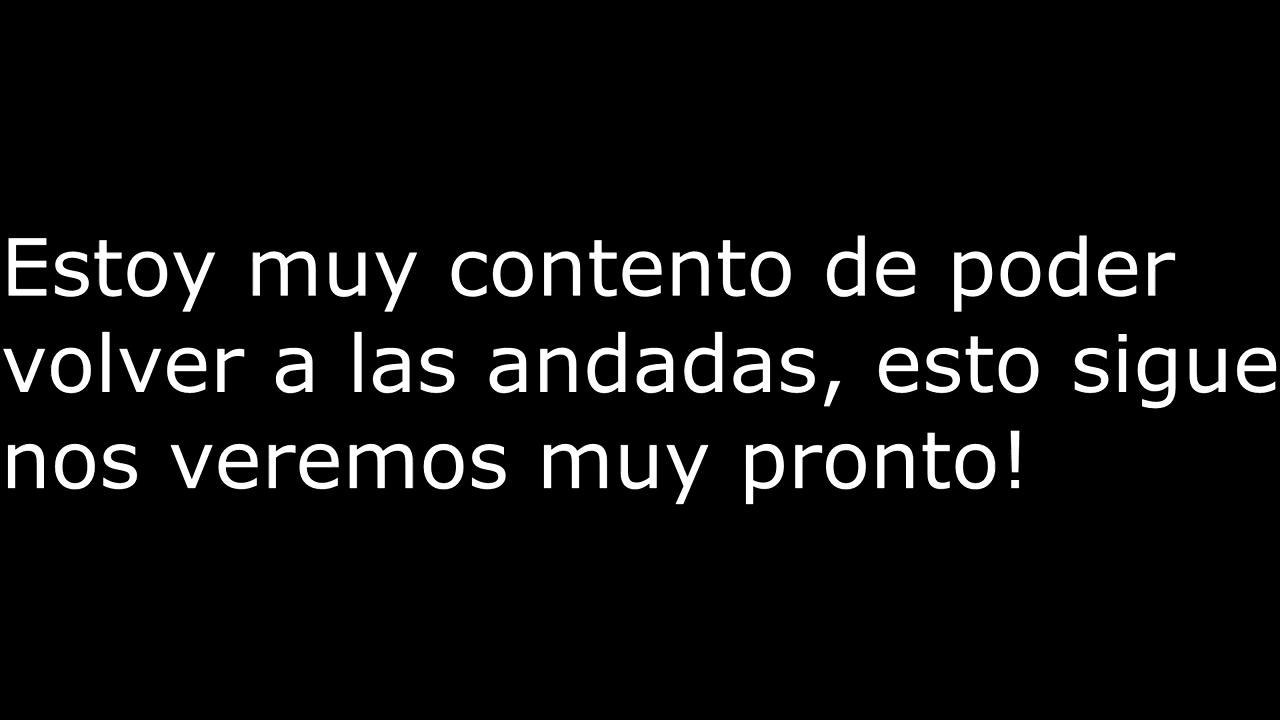 Estoy muy contento de poder
volver a las andadas, esto sigue
nos veremos muy pronto!